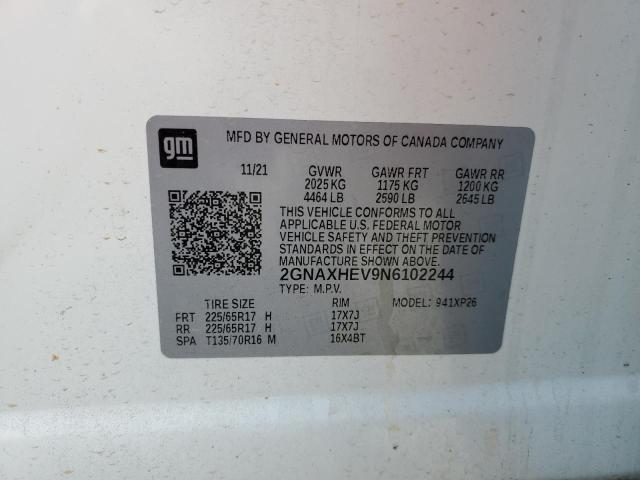 gm
MFD BY GENERAL MOTORS OF CANADA COMPANY
11/21 GVWR GAWR FRT GAWR RR
2025 KG 1175 KG 1200 KG
4464 LB 2590 LB 2645 LB
THIS VEHICLE CONFORMS TO ALL
APPLICABLE U.S. FEDERAL MOTOR
VEHICLE SAFETY AND THEFT PREVENTION
STANDARDS IN EFFECT ON THE DATE OF
MANUFACTURE SHOWN ABOVE.
2GNAXHEV9N6102244
TYPE: M.P.V. MODEL: 941XP26
TIRE SIZE RIM
FRT 225/65R17 H 17X7J
RR 225/65R17 H 17X7J
SPA T135/70R16 M 16X4BT